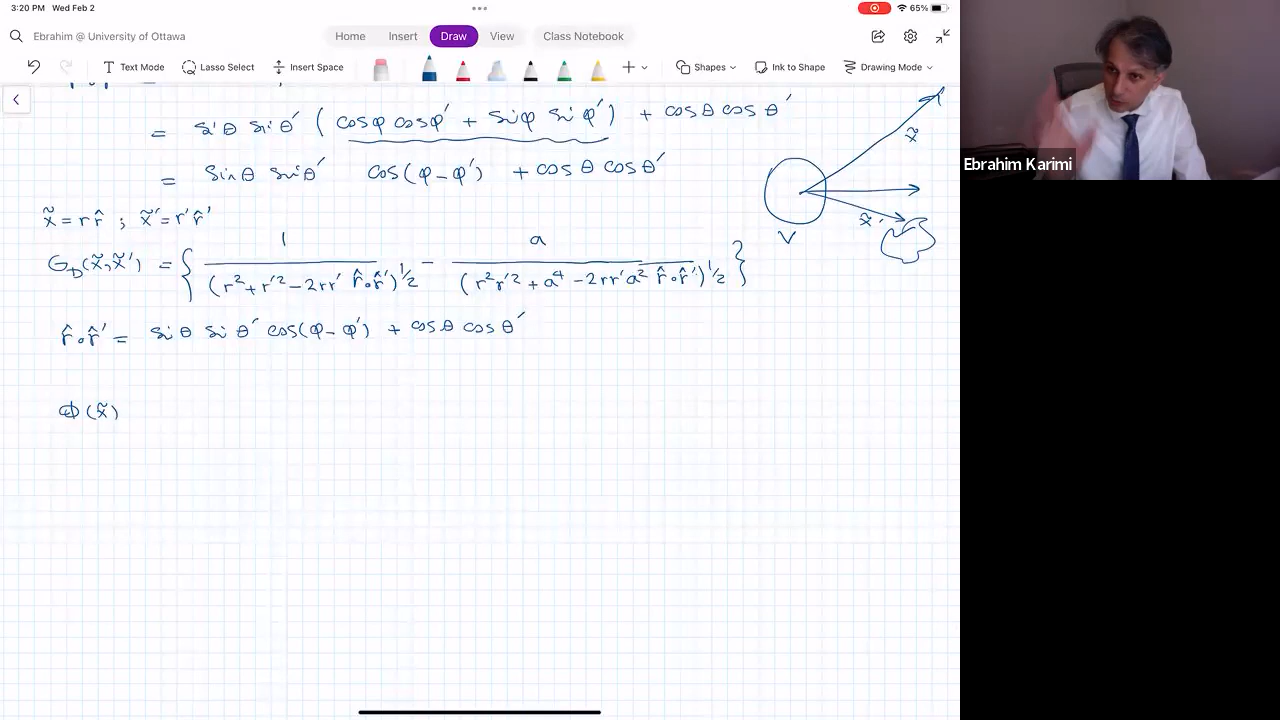 3:20 PM Wed Feb 2
65%
Ebrahim @ University of Ottawa
Home Insert Draw View Class Notebook
Text Mode Lasso Select Insert Space Shapes Ink to Shape Drawing Mode
= sinθ sinθ′ (cosφ cosφ′ + sinφ sinφ′) + cosθ cosθ′
= sinθ sinθ′ cos(φ-φ′) + cosθ cosθ′
x̃
x̃′
V
x̃ = r r̂ ; x̃′ = r′ r̂′
G_D(x̃,x̃′) = { 1 / (r² + r′² - 2rr′ r̂•r̂′)^1/2 - a / (r²r′² + a⁴ - 2rr′a² r̂•r̂′)^1/2 }
r̂•r̂′ = sinθ sinθ′ cos(φ-φ′) + cosθ cosθ′
Φ(x̃)
Ebrahim Karimi